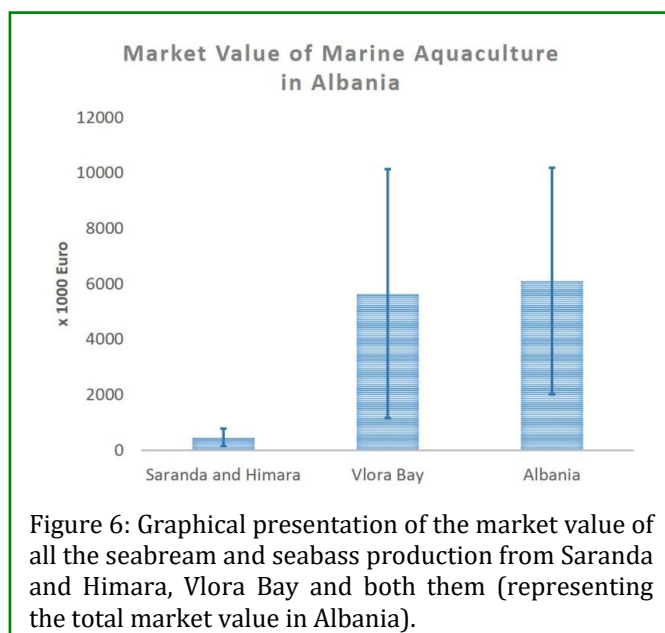 Market Value of Marine Aquaculture
in Albania
12000
10000
8000
6000
4000
2000
0
x 1000 Euro
Saranda and Himara
Vlora Bay
Albania
Figure 6: Graphical presentation of the market value of
all the seabream and seabass production from Saranda
and Himara, Vlora Bay and both them (representing
the total market value in Albania).